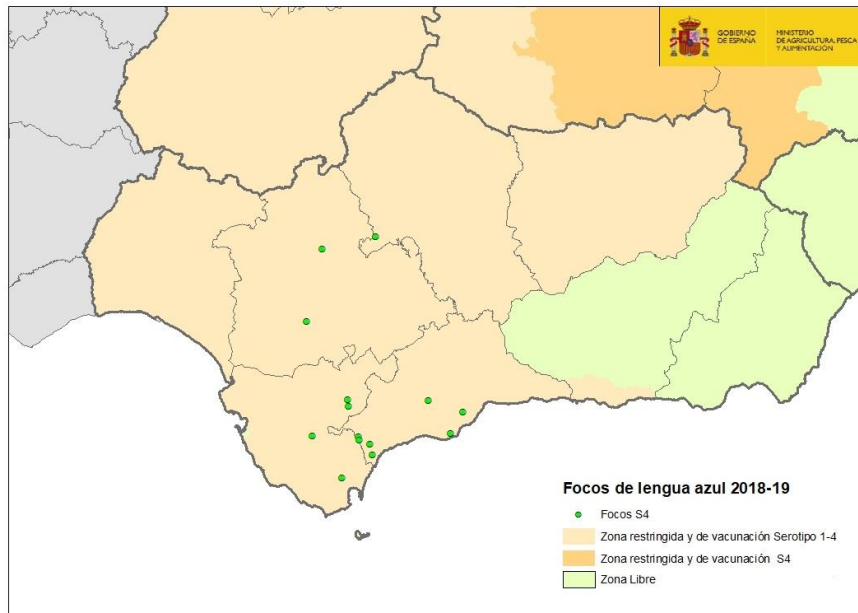 GOBIERNO
DE ESPAÑA
MINISTERIO
DE AGRICULTURA, PESCA
Y ALIMENTACIÓN
Focos de lengua azul 2018-19
Focos S4
Zona restringida y de vacunación Serotipo 1-4
Zona restringida y de vacunación S4
Zona Libre